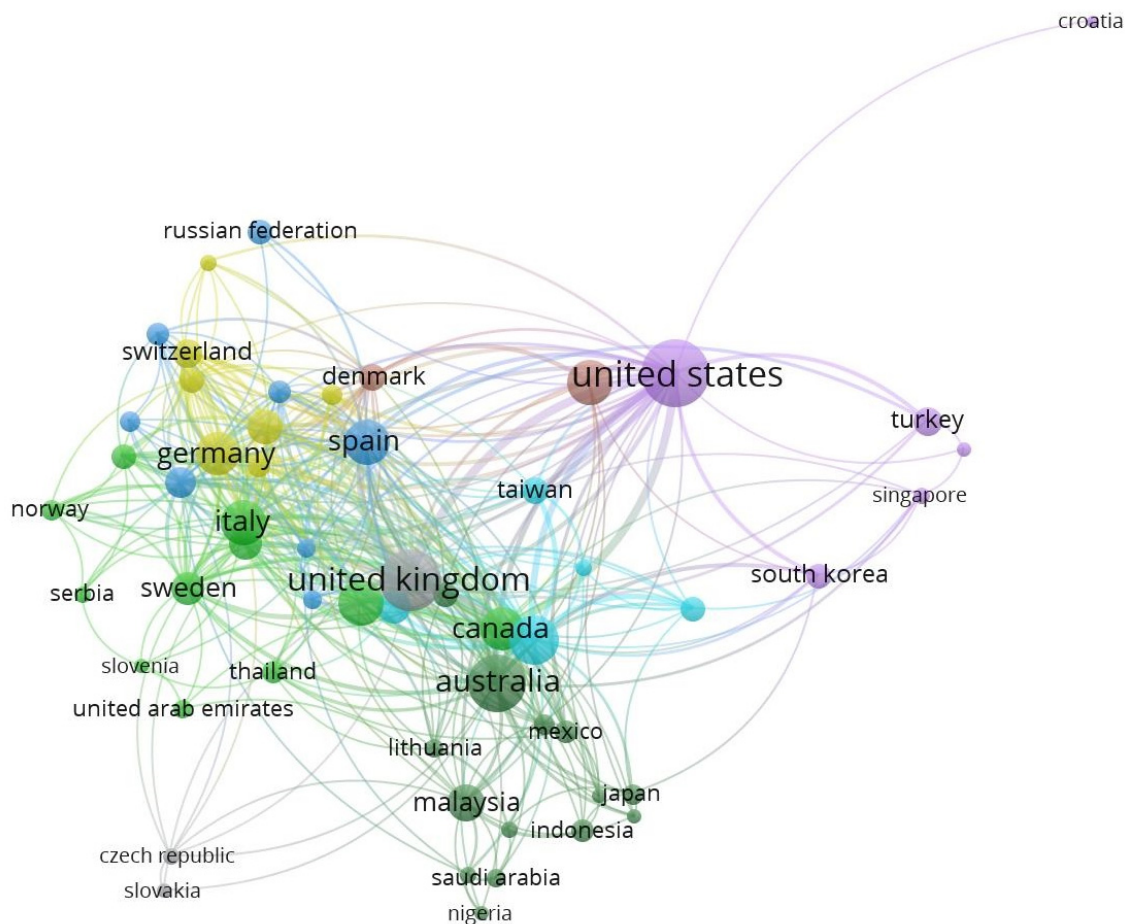 croatia
russian federation
switzerland
denmark
united states
turkey
germany
spain
singapore
taiwan
norway
italy
south korea
united kingdom
serbia
sweden
canada
slovenia
thailand
australia
united arab emirates
mexico
lithuania
malaysia
japan
indonesia
czech republic
slovakia
saudi arabia
nigeria